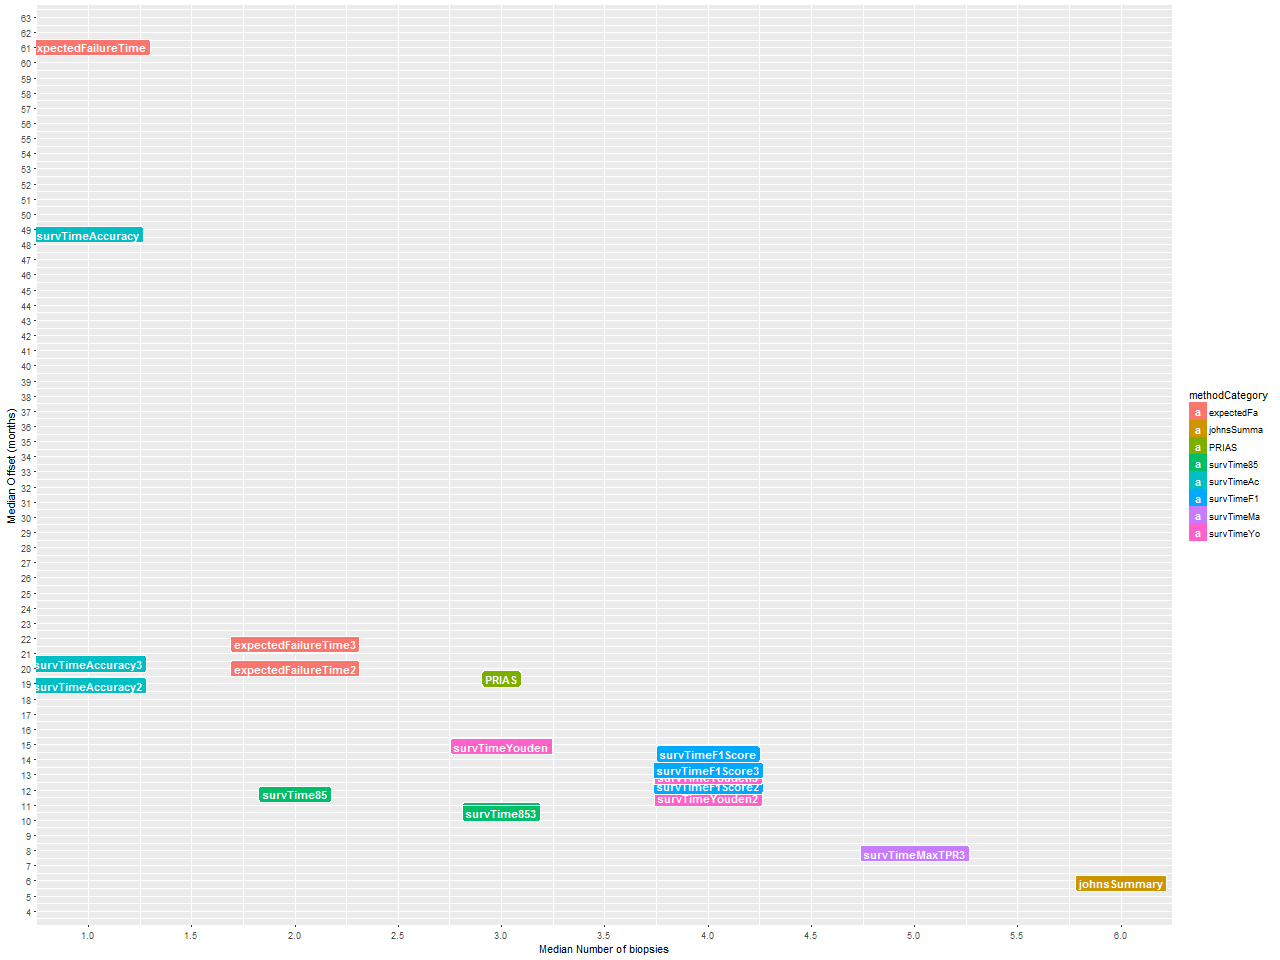 63
62
61
60
59
58
57
56
55
54
53
52
51
50
49
48
47
46
45
44
43
42
41
40
39
38
37
36
35
34
33
32
31
30
29
28
27
26
25
24
23
22
21
20
19
18
17
16
15
14
13
12
11
10
9
8
7
6
5
4
Median Offset (months)
xpectedFailureTime
survTimeAccuracy
expectedFailureTime3
survTimeAccuracy3
expectedFailureTime2
PRIAS
survTimeAccuracy2
survTimeYouden
survTimeF1Score
survTimeF1Score3
survTimeF1Score2
survTime85
survTimeYouden2
survTime853
survTimeMaxTPR3
johnsSummary
1.0 1.5 2.0 2.5 3.0 3.5 4.0 4.5 5.0 5.5 6.0
Median Number of biopsies
methodCategory
a expectedFa
a johnsSumma
a PRIAS
a survTime85
a survTimeAc
a survTimeF1
a survTimeMa
a survTimeYo